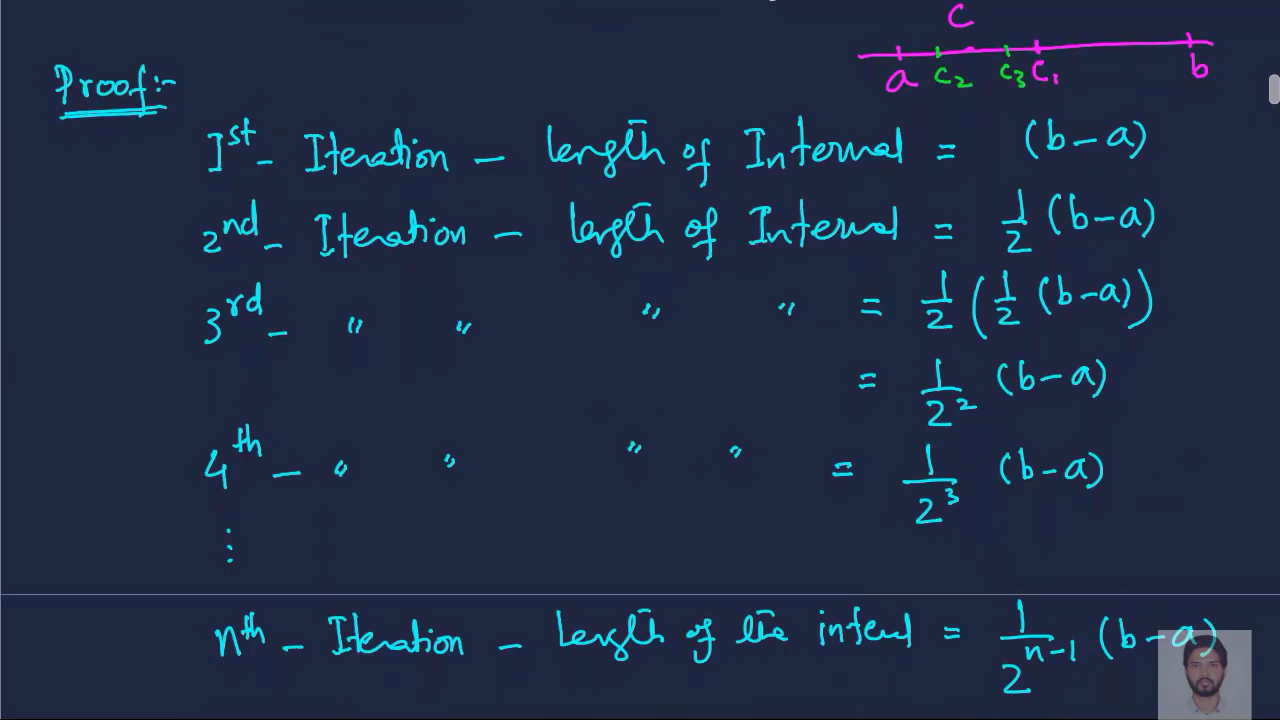 C
a c₂ c₃ c₁ b
Proof:-
1ˢᵗ - Iteration - length of Interval = (b-a)
2ⁿᵈ - Iteration - length of Interval = 1/2 (b-a)
3ʳᵈ - " " " " = 1/2 (1/2 (b-a))
= 1/2² (b-a)
4ᵗʰ - " " " " = 1/2³ (b-a)
⋮
nᵗʰ - Iteration - Length of the interval = 1/2ⁿ⁻¹ (b-a)